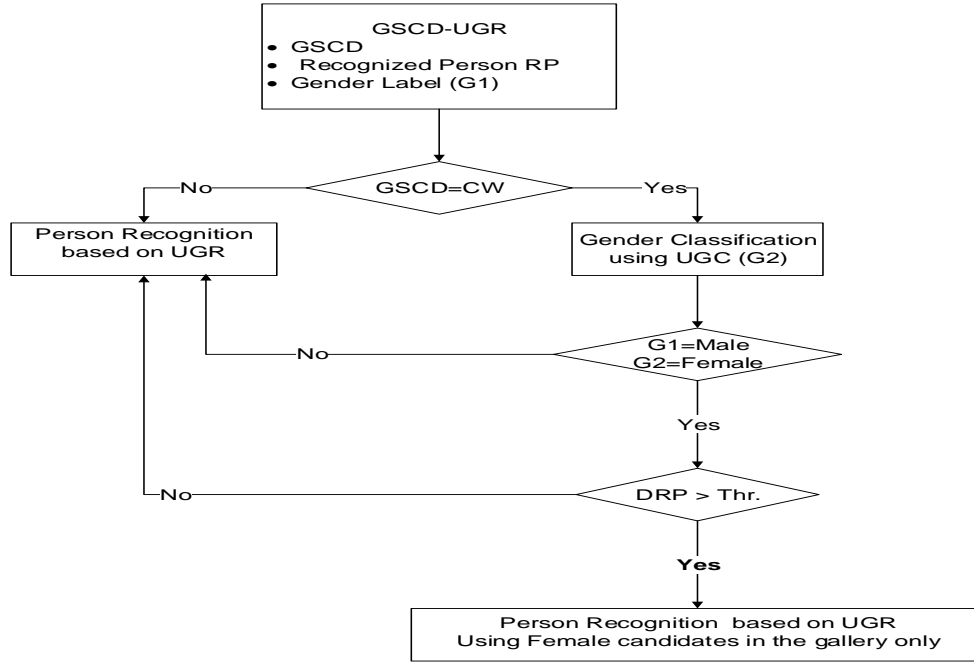 GSCD-UGR
• GSCD
• Recognized Person RP
• Gender Label (G1)
GSCD=CW
No
Yes
Person Recognition
based on UGR
Gender Classification
using UGC (G2)
G1=Male
G2=Female
No
Yes
DRP > Thr.
No
Yes
Person Recognition based on UGR
Using Female candidates in the gallery only